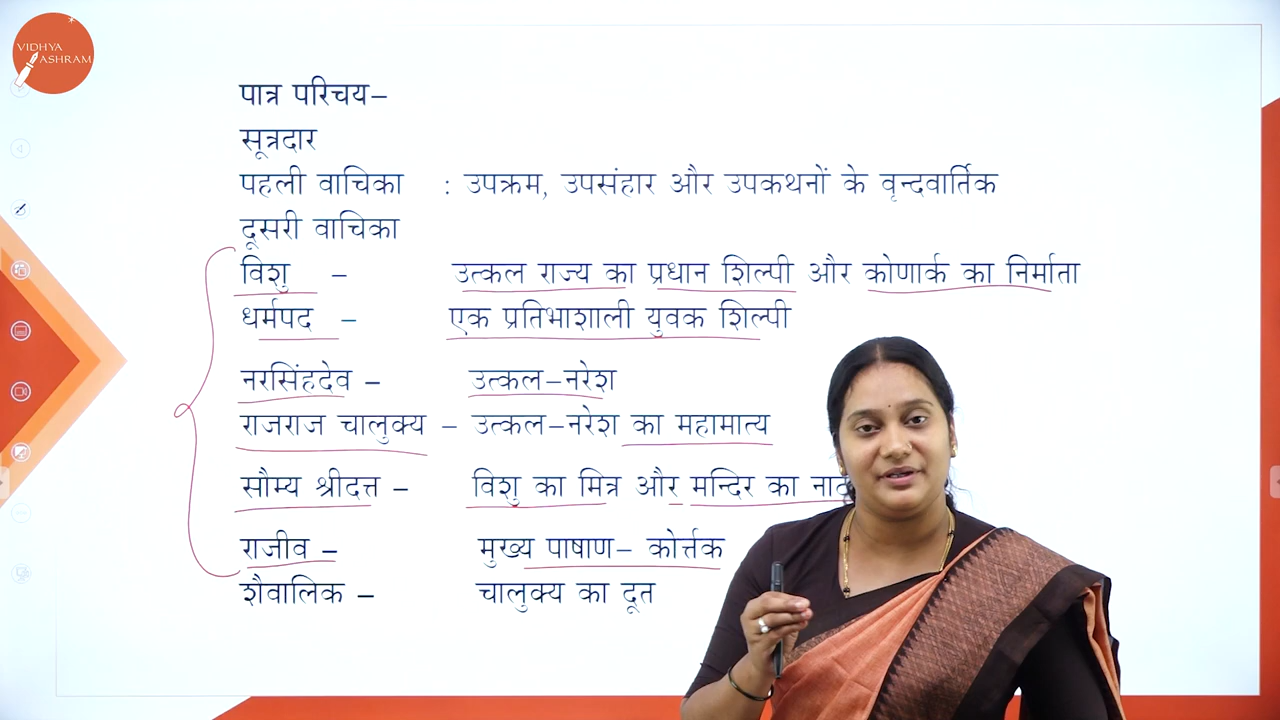 VIDHYA
ASHRAM
पात्र परिचय–
सूत्रदार
पहली वाचिका : उपक्रम, उपसंहार और उपकथनों के वृन्दवार्तिक
दूसरी वाचिका
विशु – उत्कल राज्य का प्रधान शिल्पी और कोणार्क का निर्माता
धर्मपद – एक प्रतिभाशाली युवक शिल्पी
नरसिंहदेव – उत्कल–नरेश
राजराज चालुक्य – उत्कल–नरेश का महामात्य
सौम्य श्रीदत्त – विशु का मित्र और मन्दिर का
राजीव – मुख्य पाषाण– कोर्त्तक
शैवालिक – चालुक्य का दूत